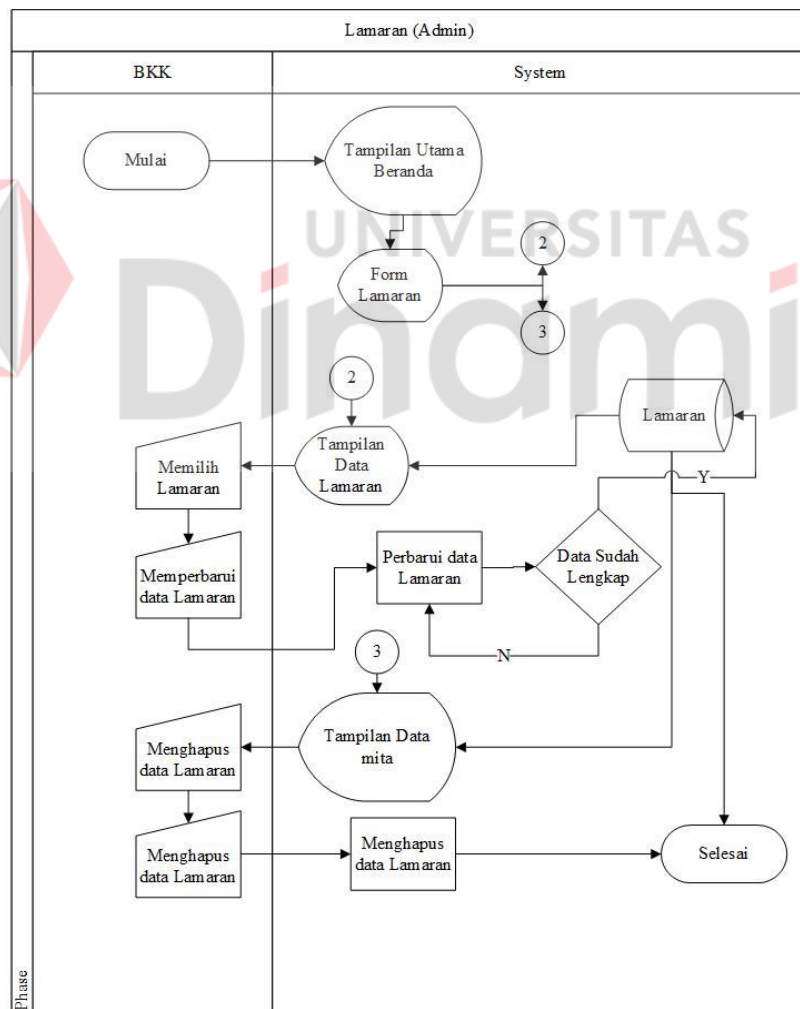 Lamaran (Admin)
BKK
System
Mulai
Tampilan Utama
Beranda
UNIVERSITAS
Dinami
Form
Lamaran
2
3
2
Lamaran
Tampilan
Data
Lamaran
Memilih
Lamaran
Y
Memperbarui
data Lamaran
Perbarui data
Lamaran
Data Sudah
Lengkap
N
3
Tampilan Data
mita
Menghapus
data Lamaran
Menghapus
data Lamaran
Menghapus
data Lamaran
Selesai
Phase